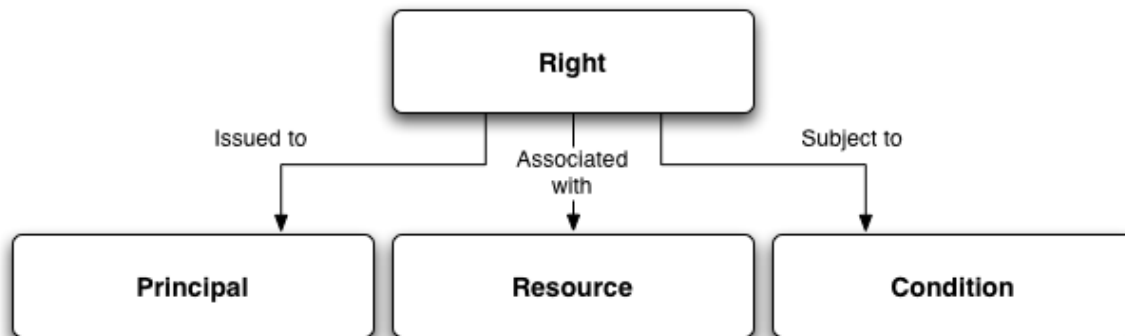 Right
Issued to
Associated
with
Subject to
Principal
Resource
Condition